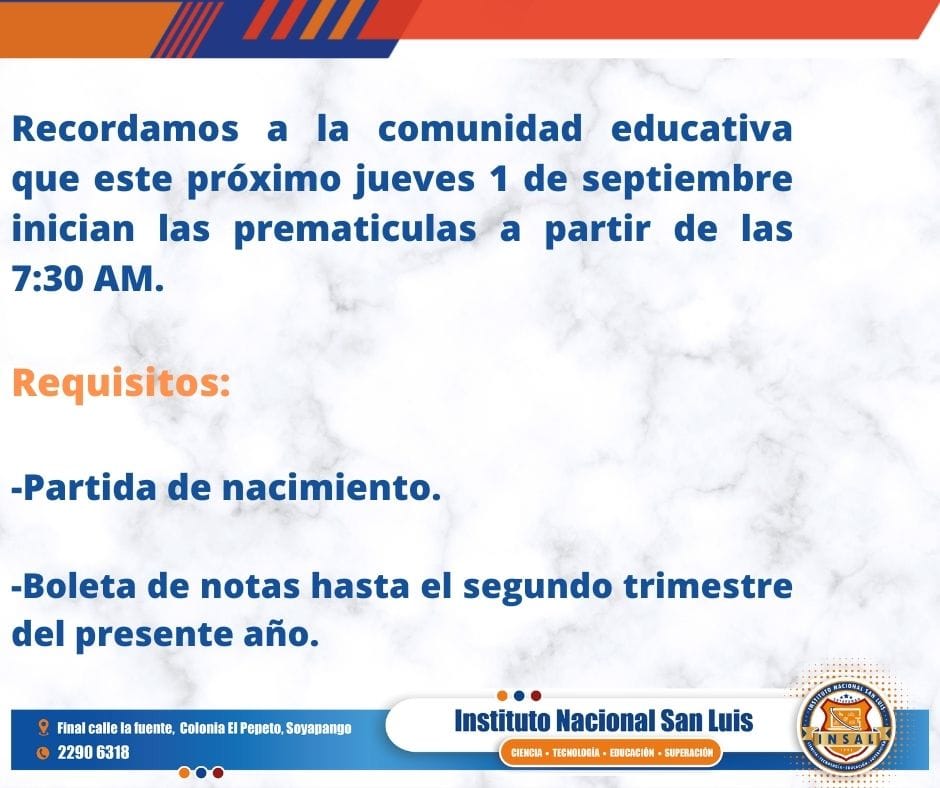 Recordamos a la comunidad educativa
que este próximo jueves 1 de septiembre
inician las prematiculas a partir de las
7:30 AM.
Requisitos:
-Partida de nacimiento.
-Boleta de notas hasta el segundo trimestre
del presente año.
Final calle la fuente, Colonia El Pepeto, Soyapango
2290 6318
Instituto Nacional San Luis
CIENCIA • TECNOLOGÍA • EDUCACIÓN • SUPERACIÓN
INSTITUTO NACIONAL SAN LUIS
INSAL